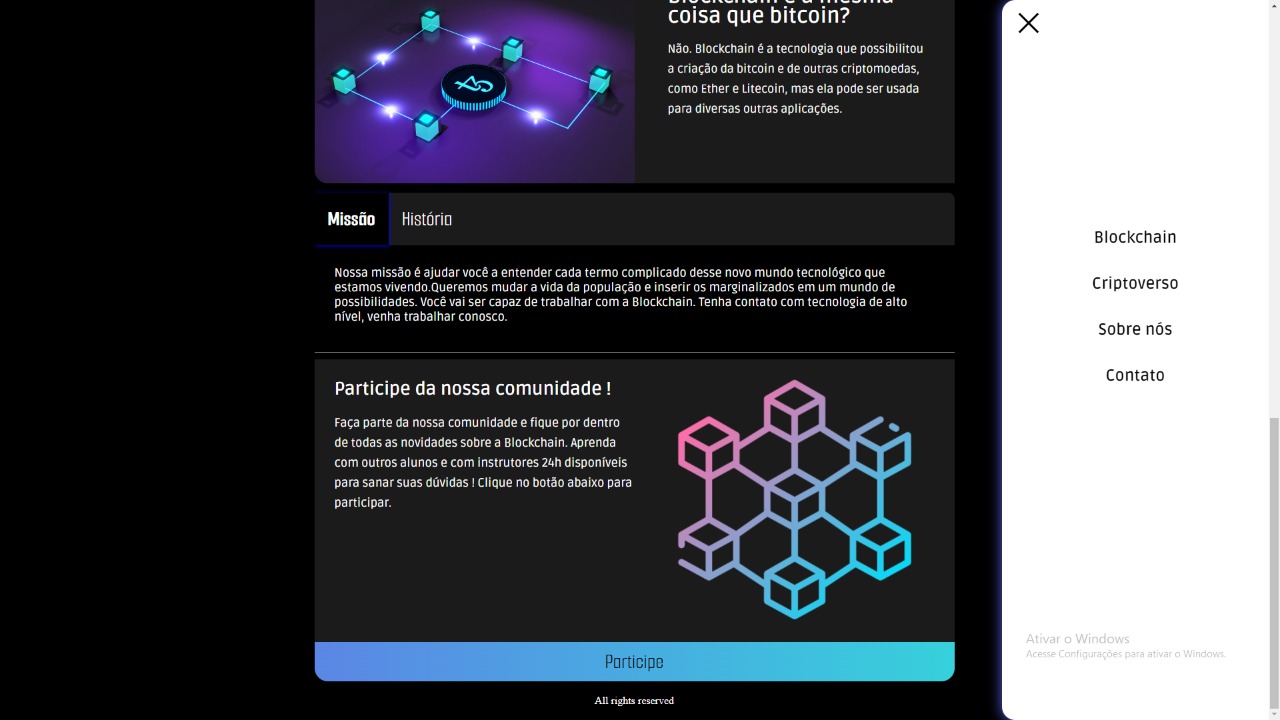 Blockchain é a mesma
coisa que bitcoin?
Não. Blockchain é a tecnologia que possibilitou
a criação da bitcoin e de outras criptomoedas,
como Ether e Litecoin, mas ela pode ser usada
para diversas outras aplicações.
Missão
História
Nossa missão é ajudar você a entender cada termo complicado desse novo mundo tecnológico que
estamos vivendo.Queremos mudar a vida da população e inserir os marginalizados em um mundo de
possibilidades. Você vai ser capaz de trabalhar com a Blockchain. Tenha contato com tecnologia de alto
nível, venha trabalhar conosco.
Participe da nossa comunidade !
Faça parte da nossa comunidade e fique por dentro
de todas as novidades sobre a Blockchain. Aprenda
com outros alunos e com instrutores 24h disponíveis
para sanar suas dúvidas ! Clique no botão abaixo para
participar.
Participe
All rights reserved
Blockchain
Criptoverso
Sobre nós
Contato
Ativar o Windows
Acesse Configurações para ativar o Windows.